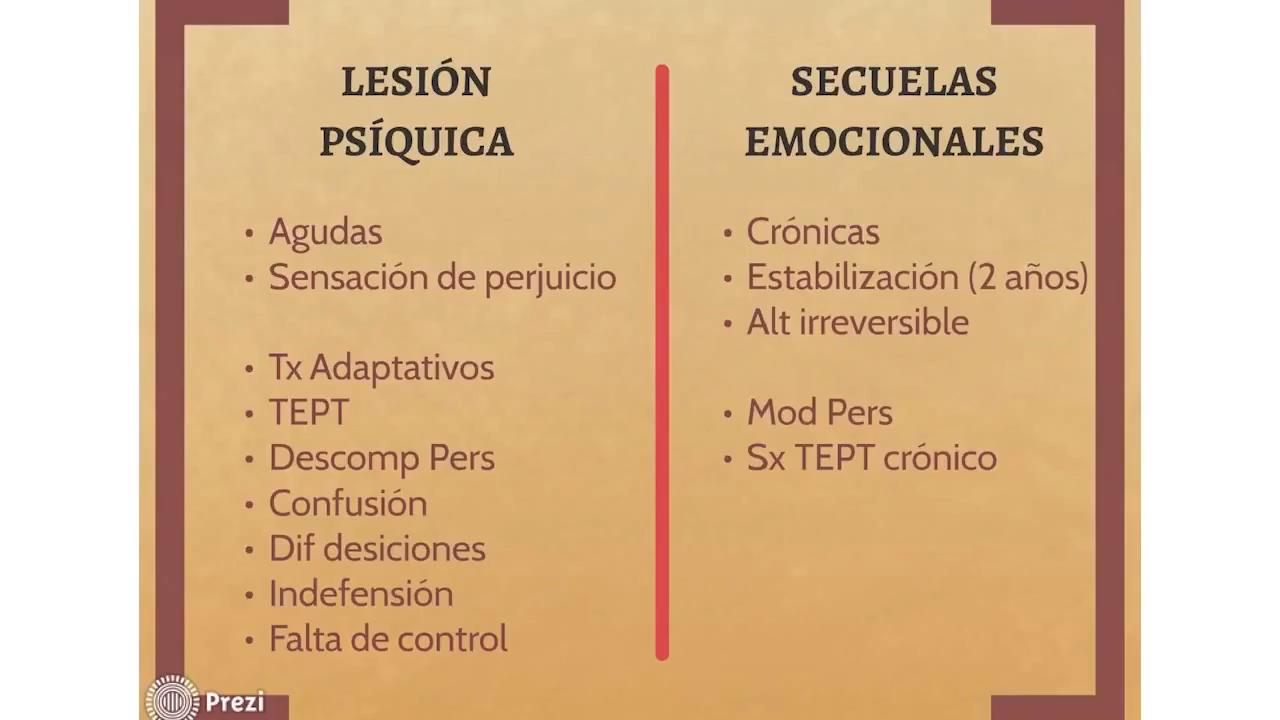 LESIÓN
PSÍQUICA
• Agudas
• Sensación de perjuicio
• Tx Adaptativos
• TEPT
• Descomp Pers
• Confusión
• Dif desiciones
• Indefensión
• Falta de control
SECUELAS
EMOCIONALES
• Crónicas
• Estabilización (2 años)
• Alt irreversible
• Mod Pers
• Sx TEPT crónico
Prezi